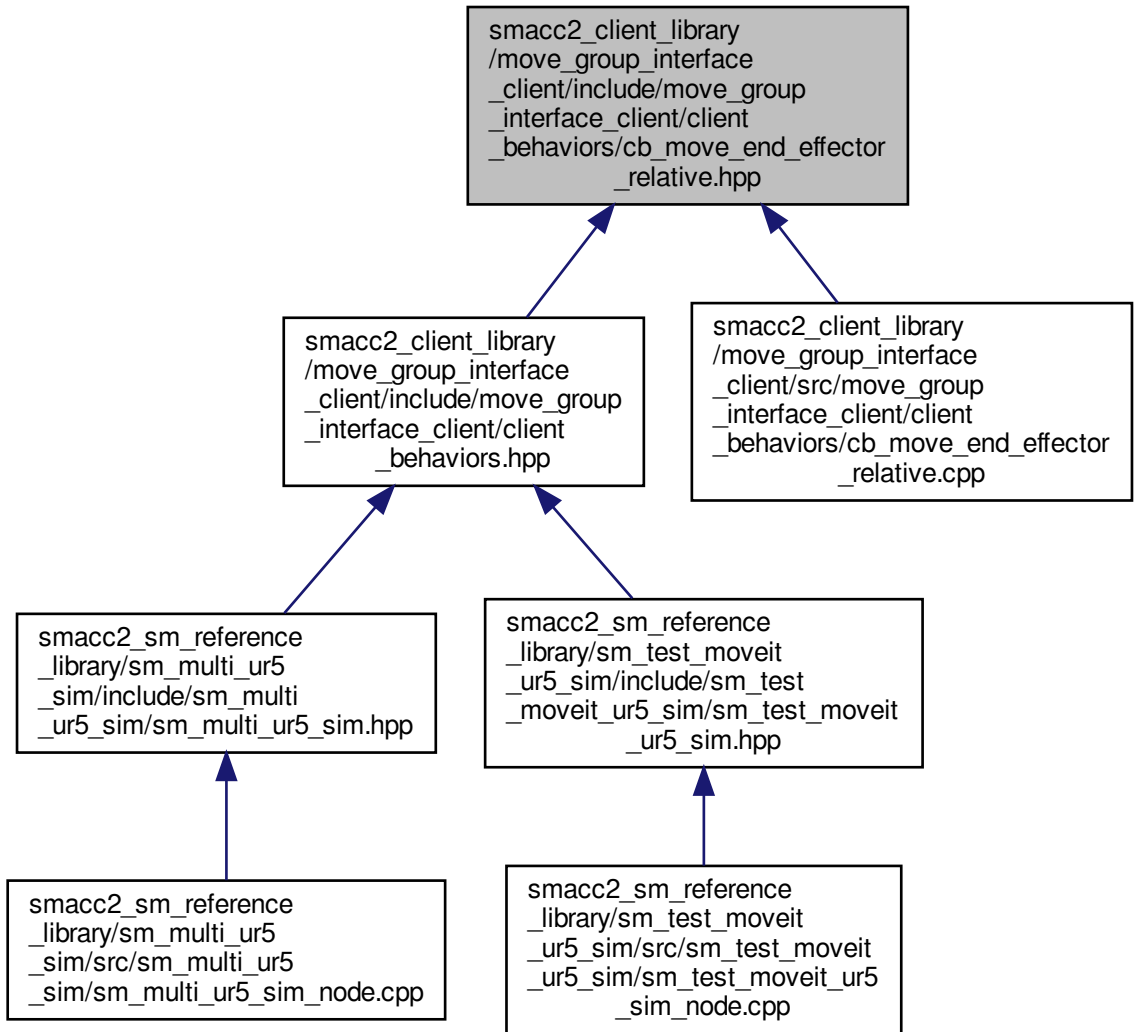 smacc2_client_library
/move_group_interface
_client/include/move_group
_interface_client/client
_behaviors/cb_move_end_effector
_relative.hpp
smacc2_client_library
/move_group_interface
_client/include/move_group
_interface_client/client
_behaviors.hpp
smacc2_client_library
/move_group_interface
_client/src/move_group
_interface_client/client
_behaviors/cb_move_end_effector
_relative.cpp
smacc2_sm_reference
_library/sm_multi_ur5
_sim/include/sm_multi
_ur5_sim/sm_multi_ur5_sim.hpp
smacc2_sm_reference
_library/sm_test_moveit
_ur5_sim/include/sm_test
_moveit_ur5_sim/sm_test_moveit
_ur5_sim.hpp
smacc2_sm_reference
_library/sm_multi_ur5
_sim/src/sm_multi_ur5
_sim/sm_multi_ur5_sim_node.cpp
smacc2_sm_reference
_library/sm_test_moveit
_ur5_sim/src/sm_test_moveit
_ur5_sim/sm_test_moveit_ur5
_sim_node.cpp